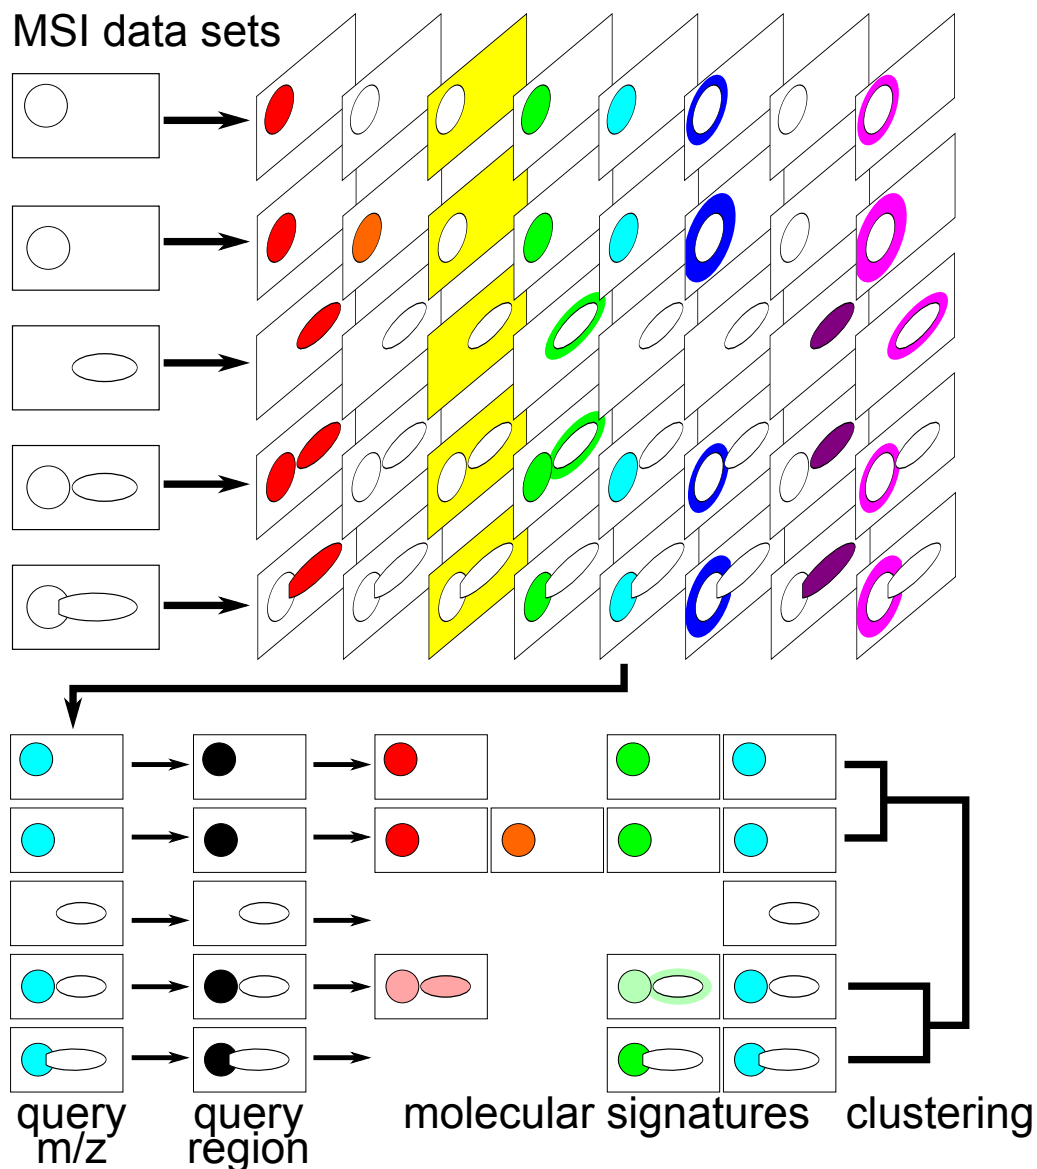 MSI data sets
query
m/z
query
region
molecular signatures
clustering